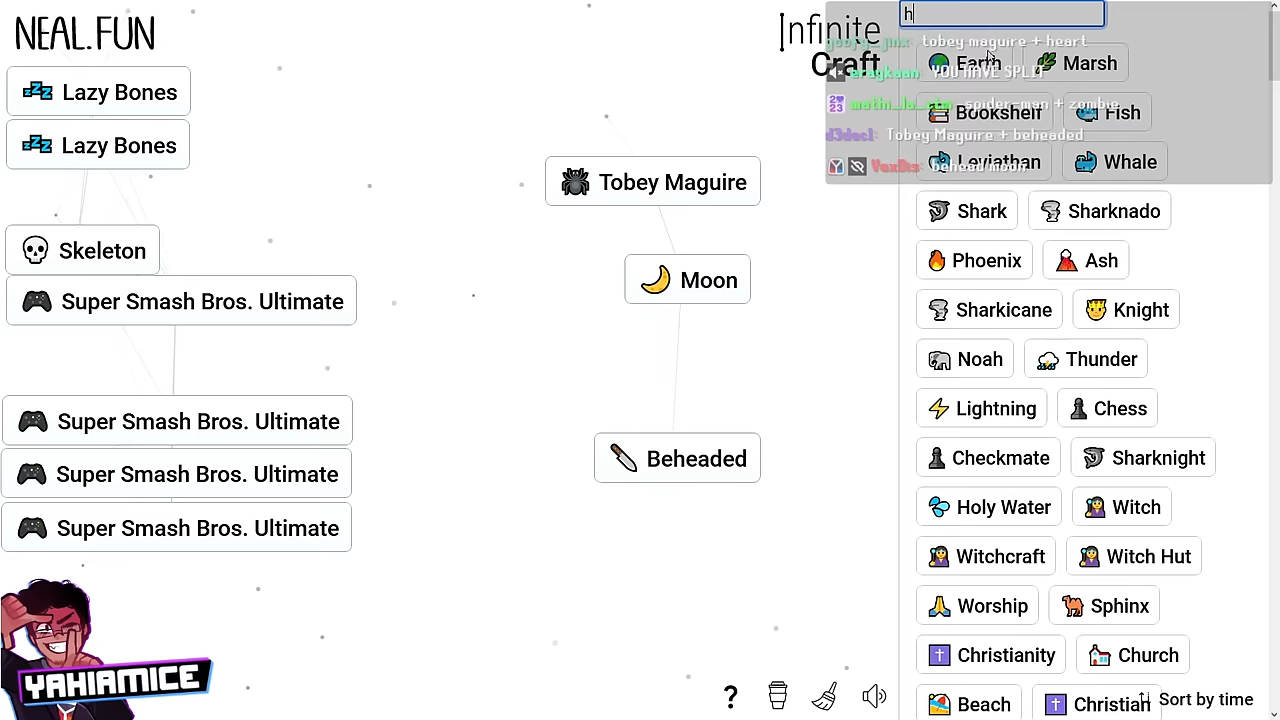 NEAL.FUN
Infinite
Craft
h
goofy_jinx: tobey maguire + heart
eragkaan: YOU HAVE SPLIT
math_la_atm: spider-man + zombie
d3dacl: Tobey Maguire + beheaded
behead moon
Lazy Bones
Lazy Bones
Skeleton
Super Smash Bros. Ultimate
Super Smash Bros. Ultimate
Super Smash Bros. Ultimate
Super Smash Bros. Ultimate
Tobey Maguire
Moon
Beheaded
Earth
Marsh
Bookshelf
Fish
Leviathan
Whale
Shark
Sharknado
Phoenix
Ash
Sharkicane
Knight
Noah
Thunder
Lightning
Chess
Checkmate
Sharknight
Holy Water
Witch
Witchcraft
Witch Hut
Worship
Sphinx
Christianity
Church
Beach
Christian
Sort by time
?
YAHIAMICE